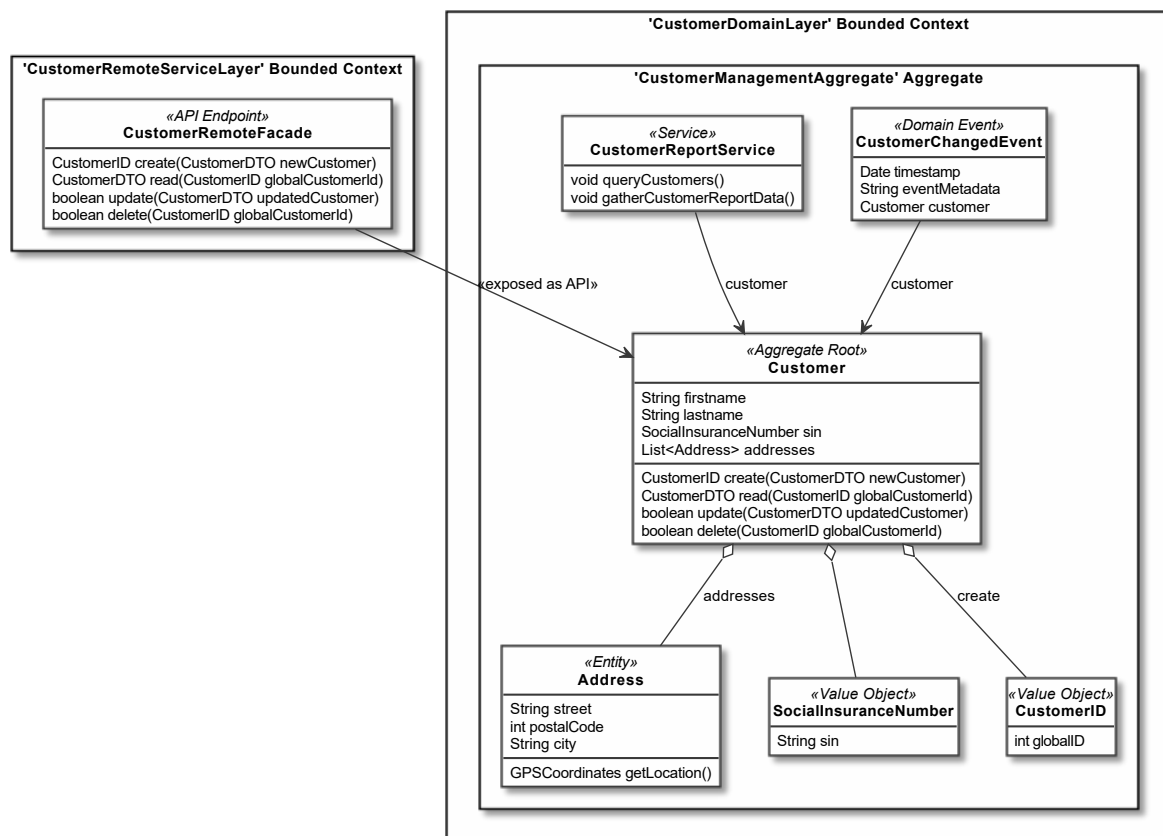 'CustomerDomainLayer' Bounded Context
'CustomerRemoteServiceLayer' Bounded Context
«API Endpoint»
CustomerRemoteFacade
CustomerID create(CustomerDTO newCustomer)
CustomerDTO read(CustomerID globalCustomerId)
boolean update(CustomerDTO updatedCustomer)
boolean delete(CustomerID globalCustomerId)
'CustomerManagementAggregate' Aggregate
«Service»
CustomerReportService
void queryCustomers()
void gatherCustomerReportData()
«Domain Event»
CustomerChangedEvent
Date timestamp
String eventMetadata
Customer customer
«exposed as API»
customer
customer
«Aggregate Root»
Customer
String firstname
String lastname
SocialInsuranceNumber sin
List<Address> addresses
CustomerID create(CustomerDTO newCustomer)
CustomerDTO read(CustomerID globalCustomerId)
boolean update(CustomerDTO updatedCustomer)
boolean delete(CustomerID globalCustomerId)
addresses
create
«Entity»
Address
String street
int postalCode
String city
GPSCoordinates getLocation()
«Value Object»
SocialInsuranceNumber
String sin
«Value Object»
CustomerID
int globalID